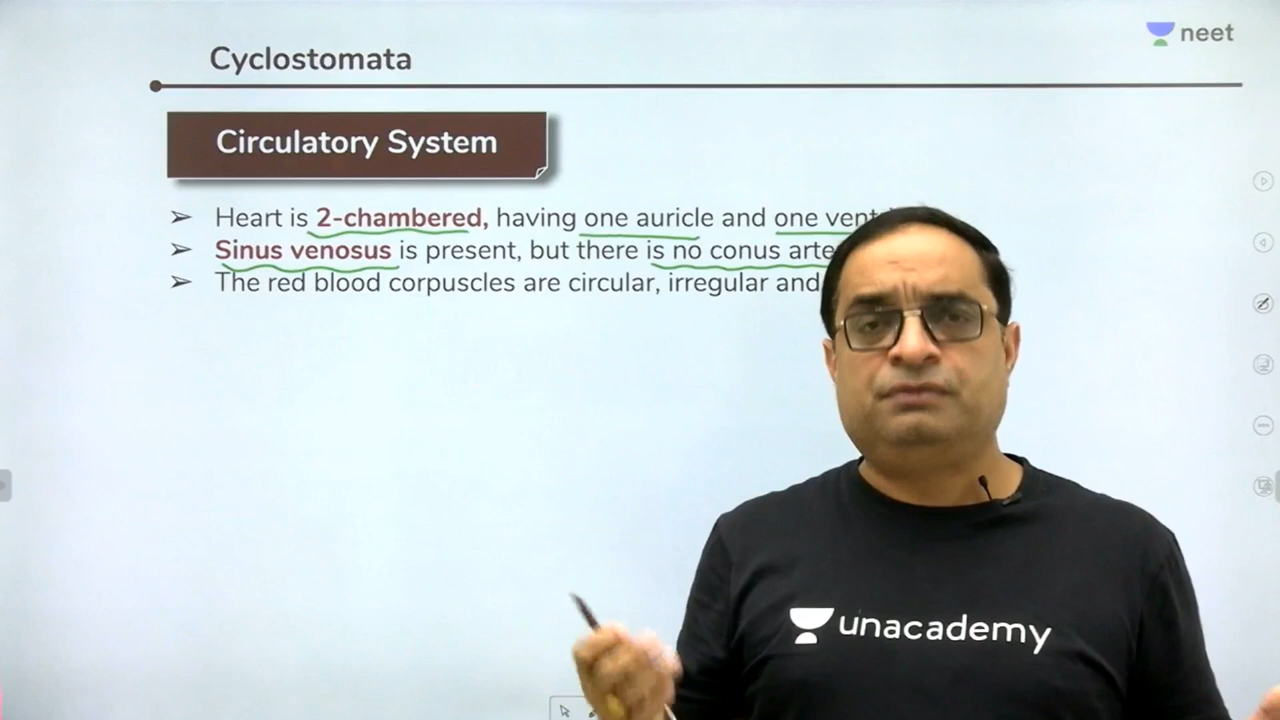 neet
Cyclostomata
Circulatory System
➢ Heart is 2-chambered, having one auricle and one
➢ Sinus venosus is present, but there is no conus
➢ The red blood corpuscles are circular, irregular and
unacademy